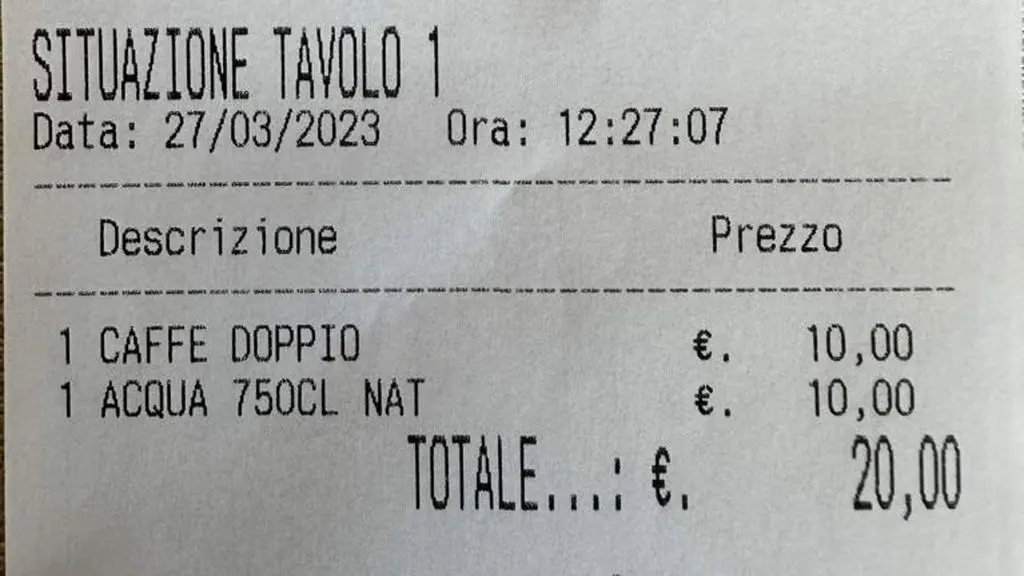 SITUAZIONE TAVOLO 1
Data: 27/03/2023 Ora: 12:27:07
Descrizione Prezzo
1 CAFFE DOPPIO €. 10,00
1 ACQUA 750CL NAT €. 10,00
TOTALE...: €. 20,00